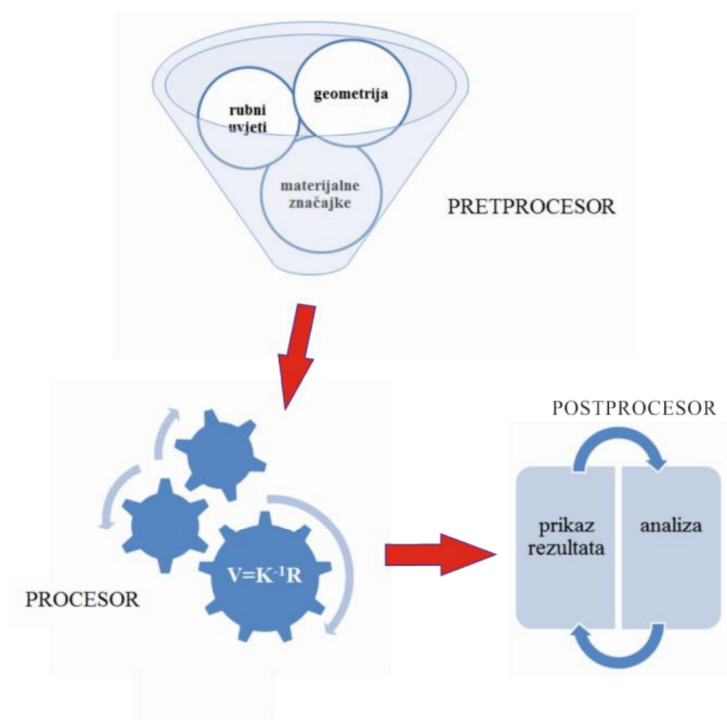 geometrija
rubni
uvjeti
materijalne
značajke
PRETPROCESOR
V=K⁻¹R
PROCESOR
POSTPROCESOR
prikaz
rezultata
analiza